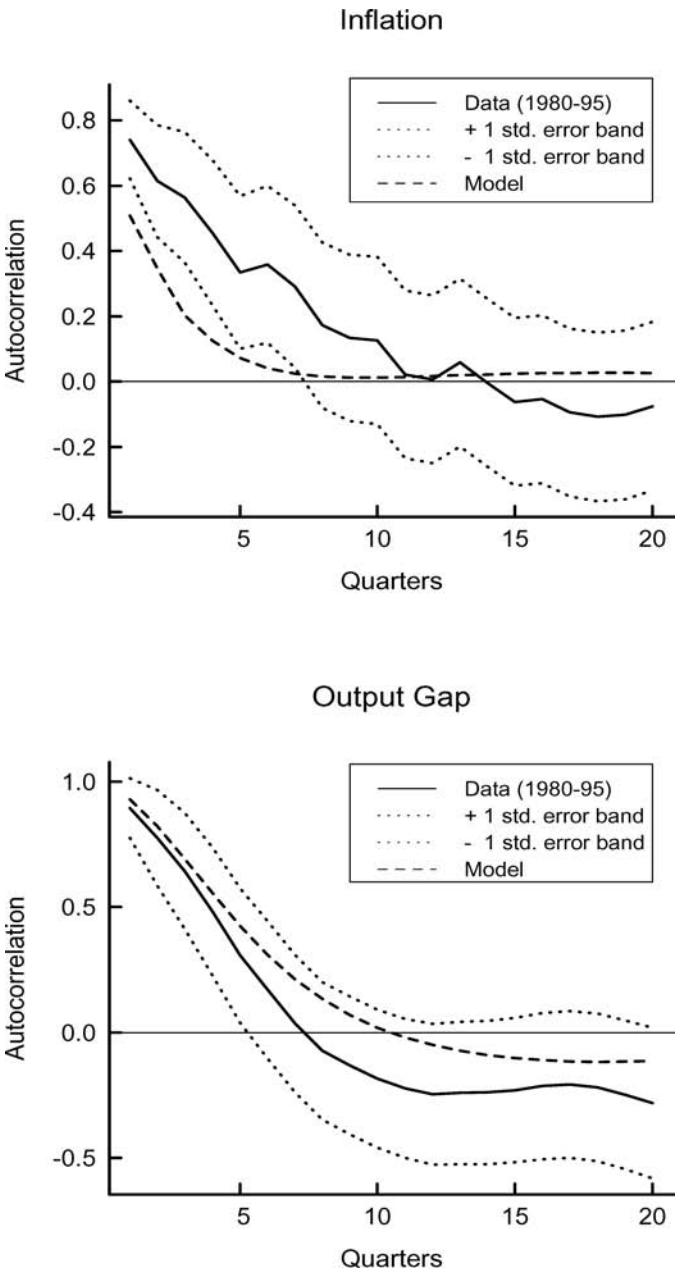 Inflation
Data (1980-95)
+ 1 std. error band
- 1 std. error band
Model
Autocorrelation
0.8
0.6
0.4
0.2
0.0
-0.2
-0.4
5
10
15
20
Quarters
Output Gap
Data (1980-95)
+ 1 std. error band
- 1 std. error band
Model
Autocorrelation
1.0
0.5
0.0
-0.5
5
10
15
20
Quarters